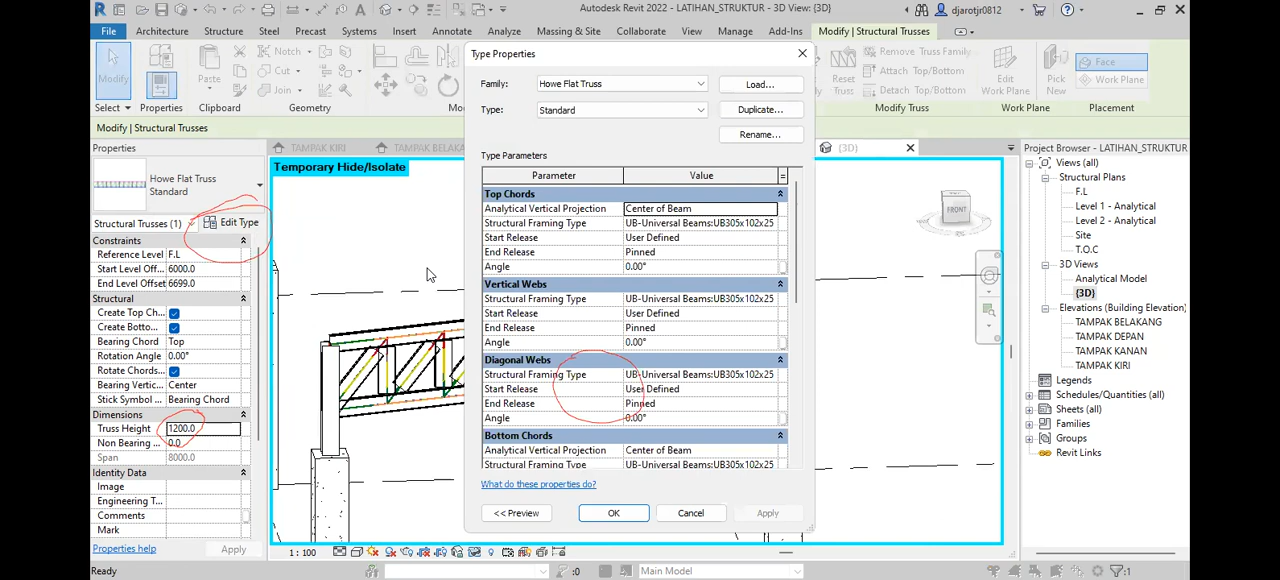 Autodesk Revit 2022 - LATIHAN_STRUKTUR - 3D View: {3D}
djarotjr0812
File
Architecture
Structure
Steel
Precast
Systems
Insert
Annotate
Analyze
Massing & Site
Collaborate
View
Manage
Add-Ins
Modify | Structural Trusses
Modify
Notch
Cut
Join
Paste
Reset
Truss
Remove Truss Family
Attach Top/Bottom
Detach Top/Bottom
Edit
Work Plane
Pick
New
Face
Work Plane
Select
Properties
Clipboard
Geometry
Modify Truss
Work Plane
Placement
Modify | Structural Trusses
Properties
Howe Flat Truss
Standard
Structural Trusses (1)
Edit Type
Constraints
Reference Level F.L
Start Level Off... 6000.0
End Level Offset 6699.0
Structural
Create Top Ch...
Create Botto...
Bearing Chord Top
Rotation Angle 0.00°
Rotate Chords...
Bearing Vertic... Center
Stick Symbol ... Bearing Chord
Dimensions
Truss Height 1200.0
Non Bearing ... 0.0
Span 8000.0
Identity Data
Image
Engineering T...
Comments
Mark
Properties help
Apply
TAMPAK KIRI
TAMPAK BELAKA
{3D}
Temporary Hide/Isolate
FRONT
1 : 100
Type Properties
Family: Howe Flat Truss
Load...
Type: Standard
Duplicate...
Rename...
Type Parameters
Parameter Value =
Top Chords
Analytical Vertical Projection Center of Beam
Structural Framing Type UB-Universal Beams:UB305x102x25
Start Release User Defined
End Release Pinned
Angle 0.00°
Vertical Webs
Structural Framing Type UB-Universal Beams:UB305x102x25
Start Release User Defined
End Release Pinned
Angle 0.00°
Diagonal Webs
Structural Framing Type UB-Universal Beams:UB305x102x25
Start Release User Defined
End Release Pinned
Angle 0.00°
Bottom Chords
Analytical Vertical Projection Center of Beam
Structural Framing Type UB-Universal Beams:UB305x102x25
What do these properties do?
<< Preview
OK
Cancel
Apply
Project Browser - LATIHAN_STRUKTUR
Views (all)
Structural Plans
F.L
Level 1 - Analytical
Level 2 - Analytical
Site
T.O.C
3D Views
Analytical Model
{3D}
Elevations (Building Elevation)
TAMPAK BELAKANG
TAMPAK DEPAN
TAMPAK KANAN
TAMPAK KIRI
Legends
Schedules/Quantities (all)
Sheets (all)
Families
Groups
Revit Links
Ready
:0
Main Model
:1